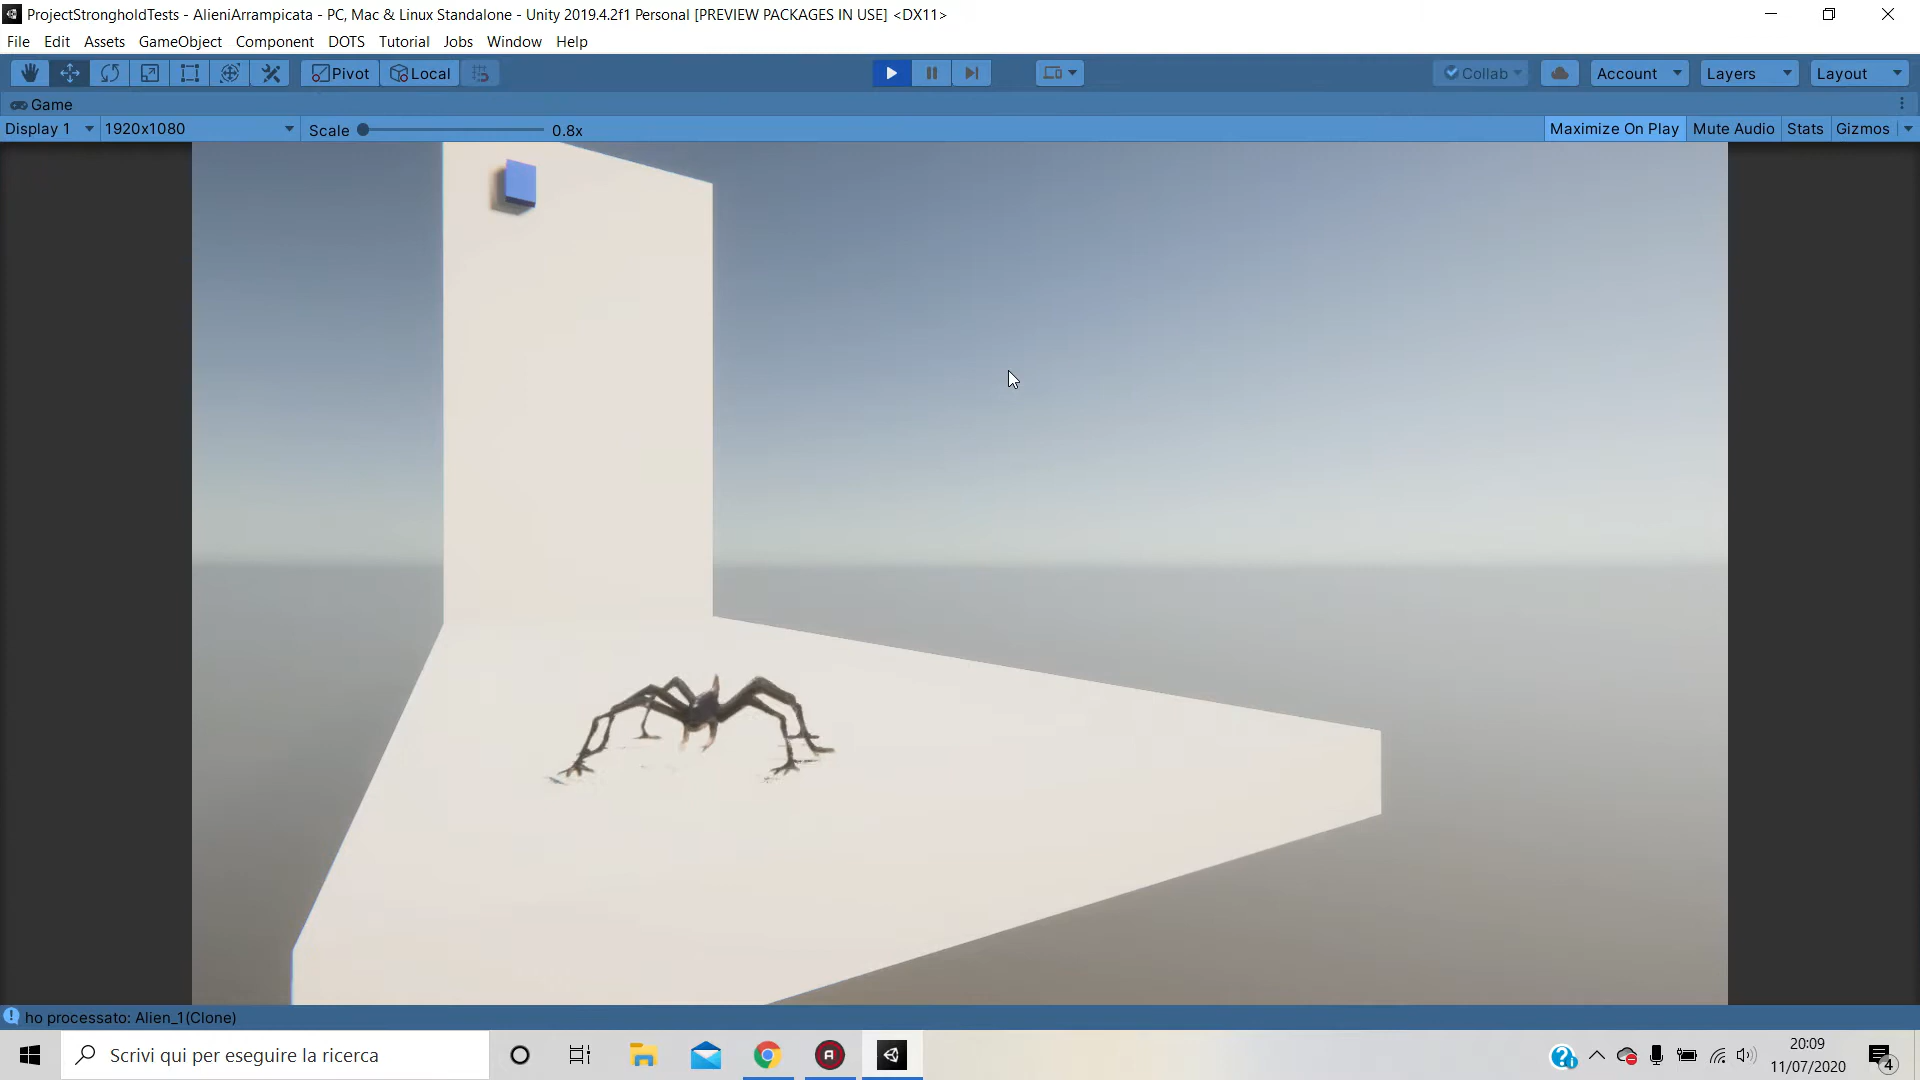 ProjectStrongholdTests - AlieniArrampicata - PC, Mac & Linux Standalone - Unity 2019.4.2f1 Personal [PREVIEW PACKAGES IN USE] <DX11>
File Edit Assets GameObject Component DOTS Tutorial Jobs Window Help
Pivot Local Collab Account Layers Layout
Game
Display 1 1920x1080 Scale 0.8x Maximize On Play Mute Audio Stats Gizmos
ho processato: Alien_1(Clone)
Scrivi qui per eseguire la ricerca
20:09
11/07/2020
4